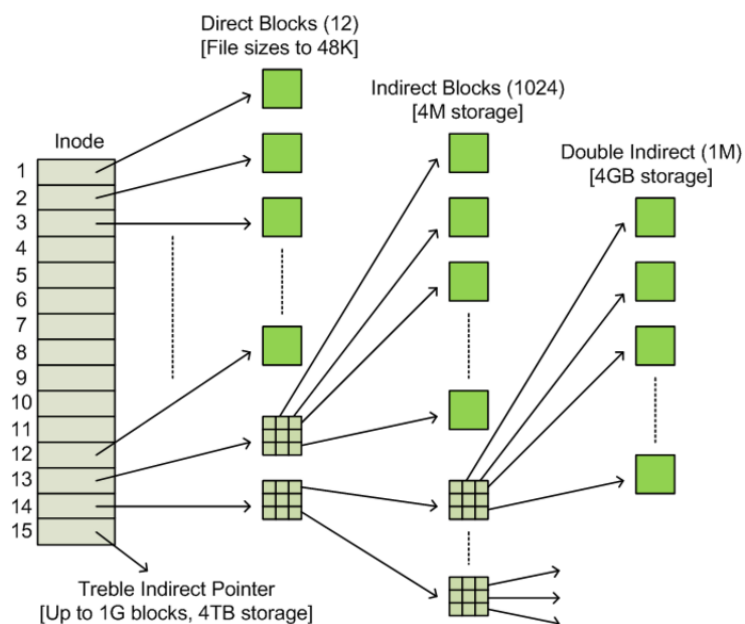 Direct Blocks (12)
[File sizes to 48K]
Indirect Blocks (1024)
[4M storage]
Double Indirect (1M)
[4GB storage]
Inode
1
2
3
4
5
6
7
8
9
10
11
12
13
14
15
Treble Indirect Pointer
[Up to 1G blocks, 4TB storage]